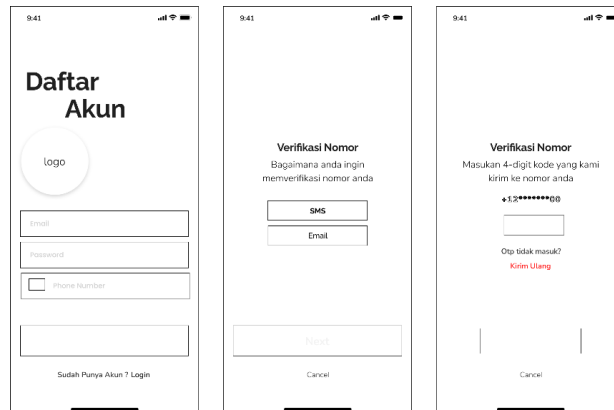 9:41
Daftar
Akun
logo
Email
Password
Phone Number
Sudah Punya Akun ? Login
9:41
Verifikasi Nomor
Bagaimana anda ingin
memverifikasi nomor anda
SMS
Email
Next
Cancel
9:41
Verifikasi Nomor
Masukan 4-digit kode yang kami
kirim ke nomor anda
+12*******00
Otp tidak masuk?
Kirim Ulang
Cancel